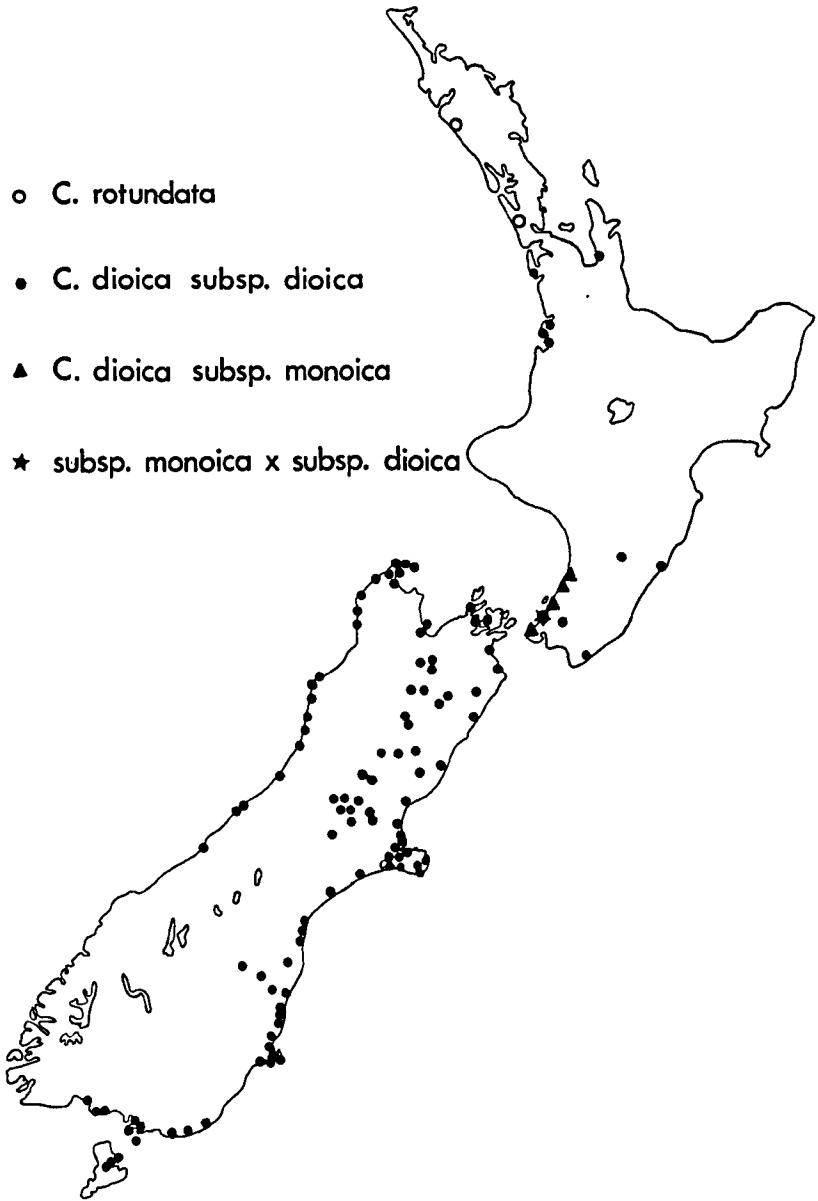 C. rotundata
C. dioica subsp. dioica
C. dioica subsp. monoica
subsp. monoica x subsp. dioica